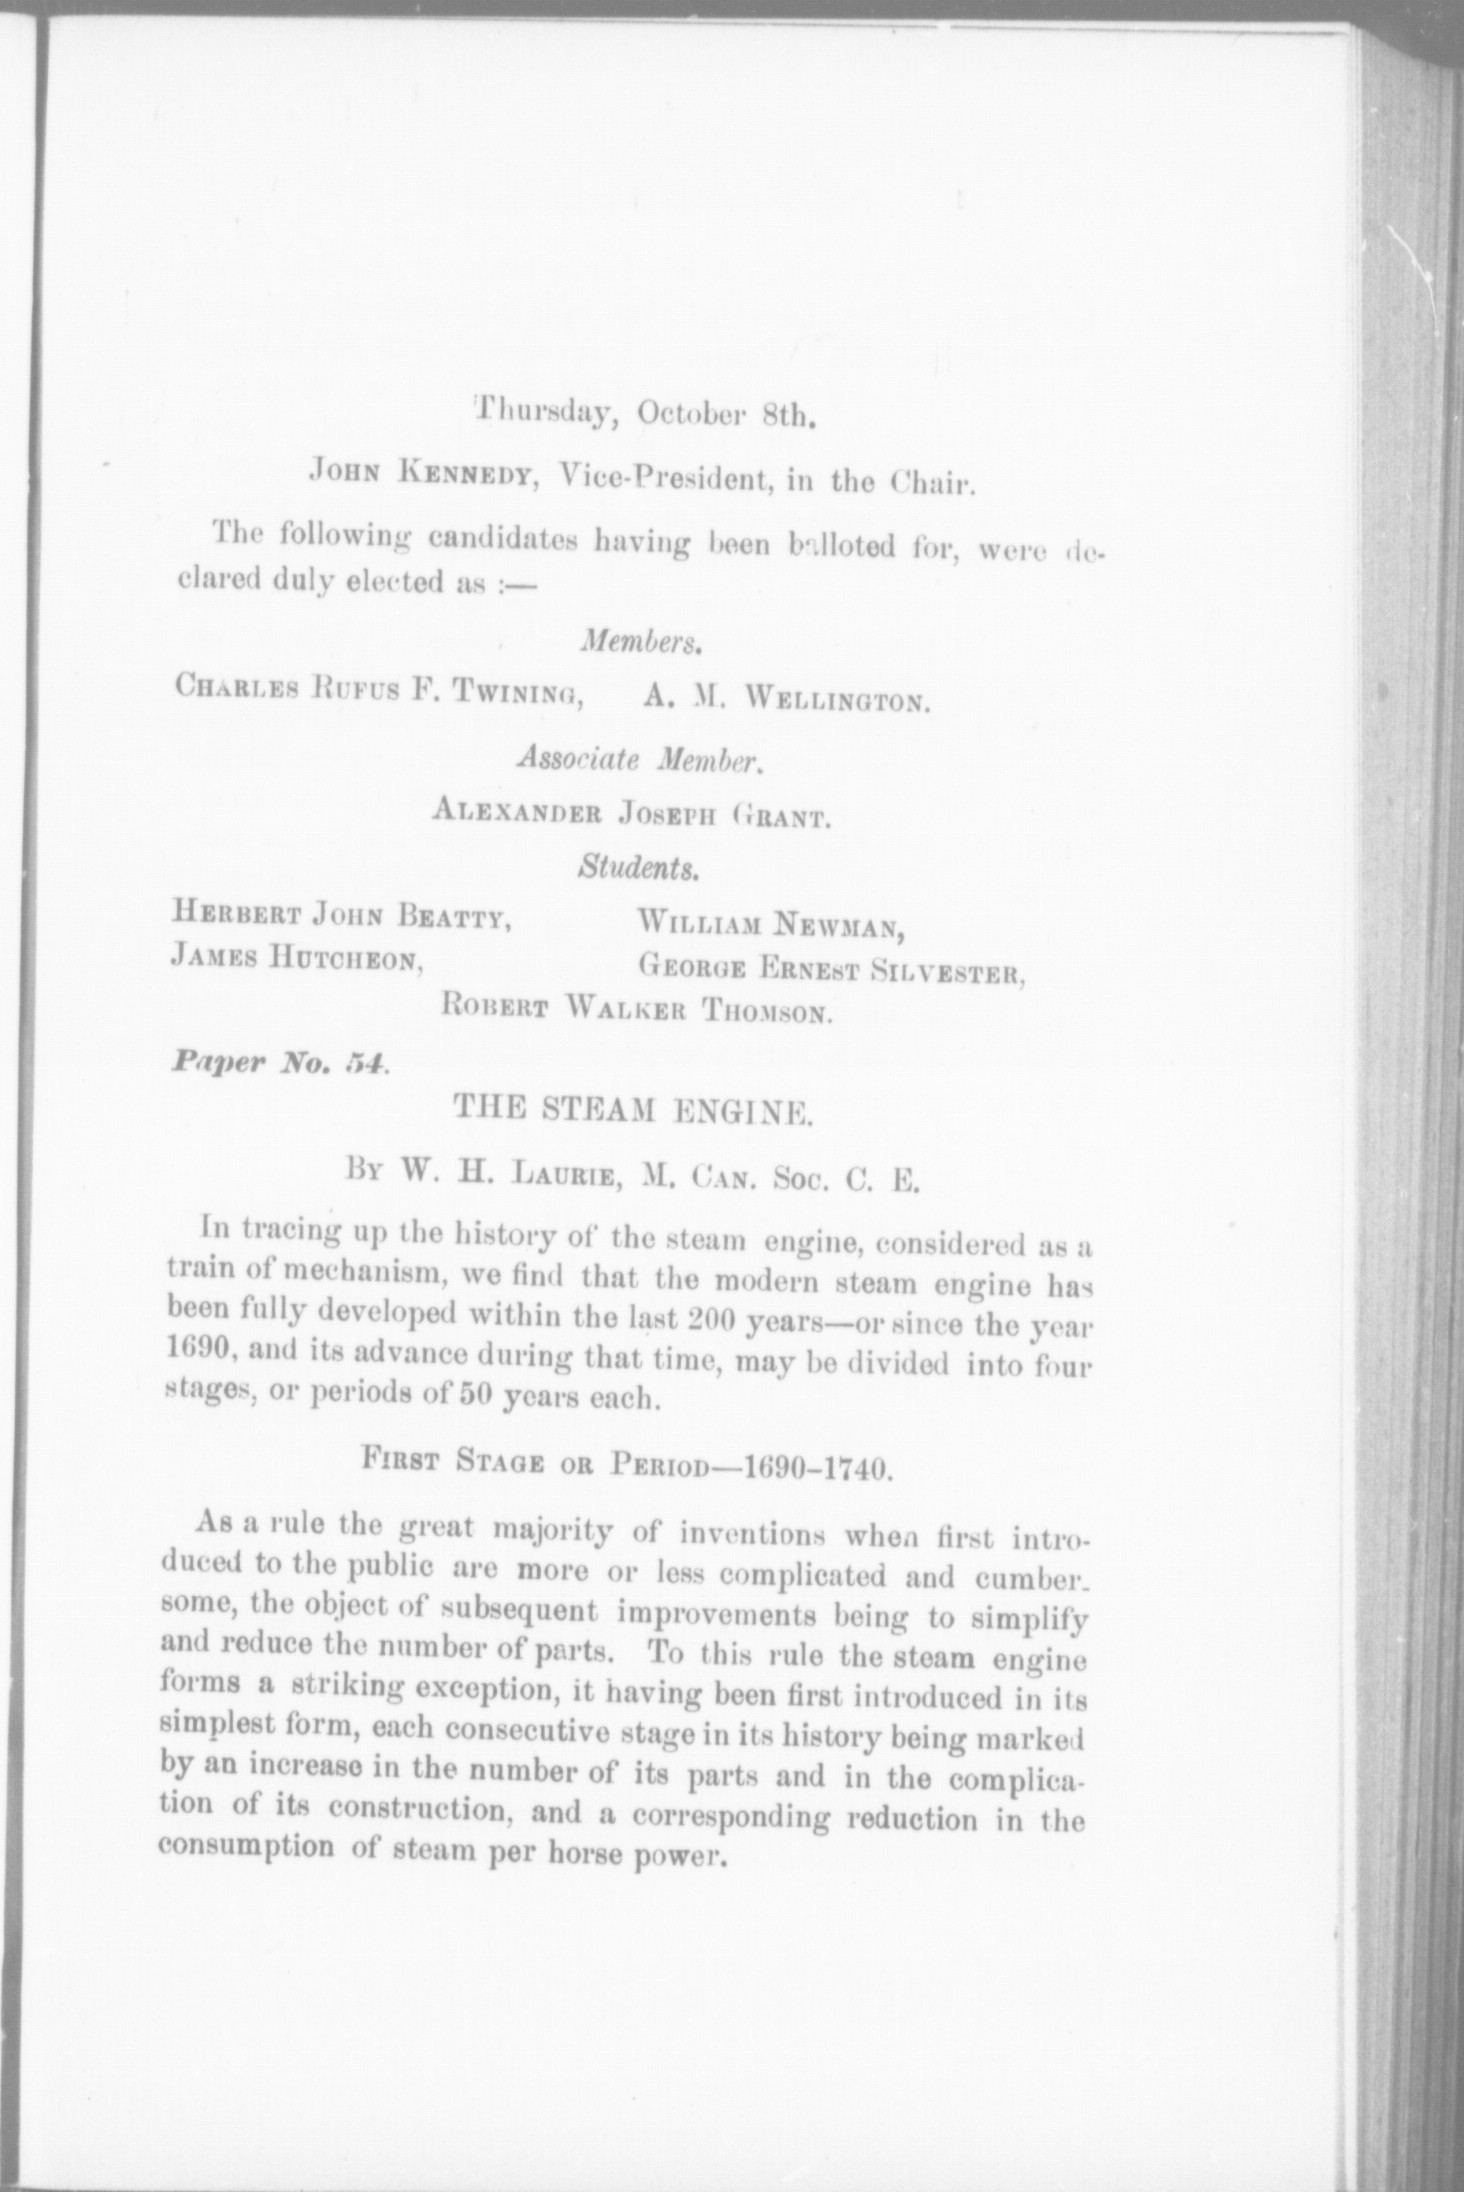 Thursday, October 8th.
John Kennedy, Vice-President, in the Chair.
The following candidates having been balloted for, were de-
clared duly elected as :—
Members.
Charles Rufus F. Twining, A. M. Wellington.
Associate Member.
Alexander Joseph Grant.
Students.
Herbert John Beatty, William Newman,
James Hutcheon, George Ernest Silvester,
Robert Walker Thomson.
Paper No. 54.
THE STEAM ENGINE.
By W. H. Laurie, M. Can. Soc. C. E.
In tracing up the history of the steam engine, considered as a
train of mechanism, we find that the modern steam engine has
been fully developed within the last 200 years—or since the year
1690, and its advance during that time, may be divided into four
stages, or periods of 50 years each.
First Stage or Period—1690-1740.
As a rule the great majority of inventions when first intro-
duced to the public are more or less complicated and cumber-
some, the object of subsequent improvements being to simplify
and reduce the number of parts. To this rule the steam engine
forms a striking exception, it having been first introduced in its
simplest form, each consecutive stage in its history being marked
by an increase in the number of its parts and in the complica-
tion of its construction, and a corresponding reduction in the
consumption of steam per horse power.